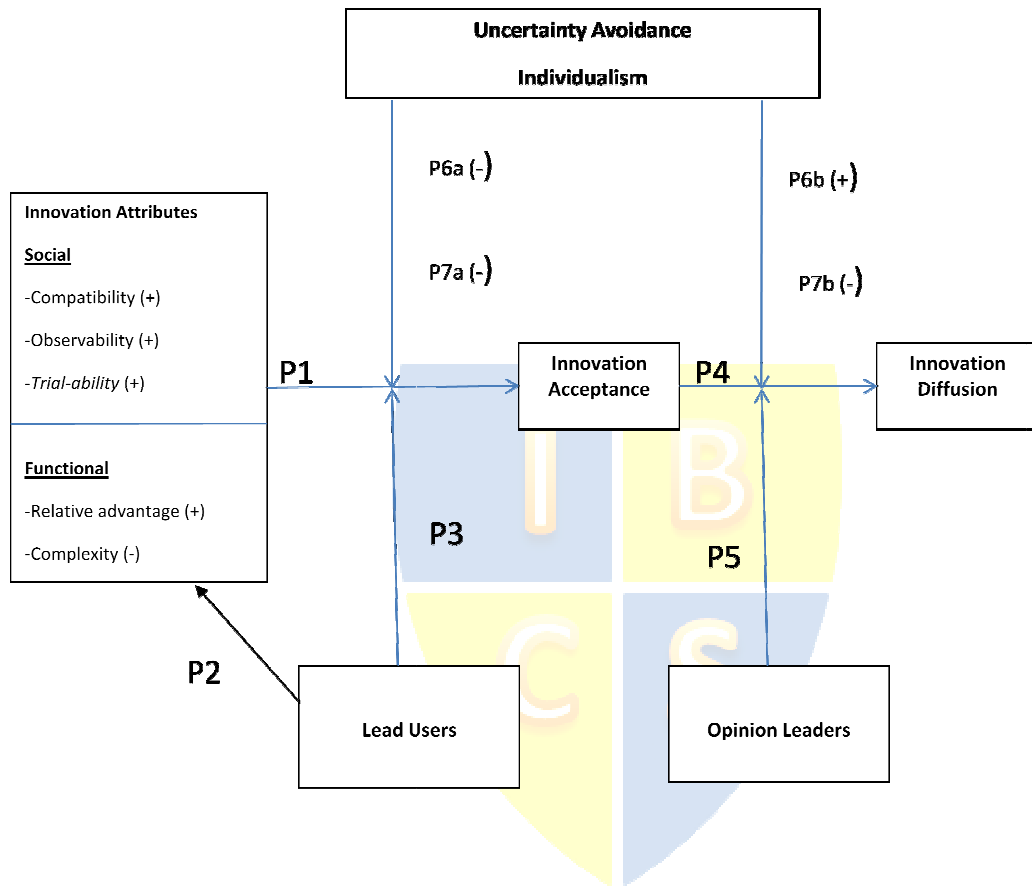 Uncertainty Avoidance
Individualism
P6a (-)
P6b (+)
P7a (-)
P7b (-)
Innovation Attributes
Social
-Compatibility (+)
-Observability (+)
-Trial-ability (+)
Functional
-Relative advantage (+)
-Complexity (-)
P1
Innovation
Acceptance
P4
Innovation
Diffusion
P3
P5
P2
Lead Users
Opinion Leaders
I B
C S